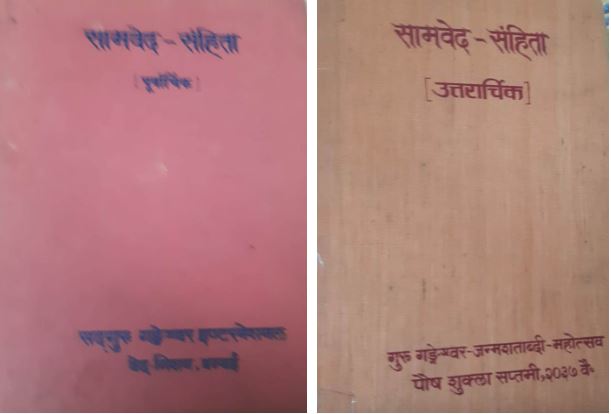 सामवेद - संहिता
[ पूर्वार्चिक ]
सद्गुरु गङ्गेश्वर इण्टरनेशनल
वेद मिशन, बम्बई
सामवेद - संहिता
[उत्तरार्चिक]
गुरु गङ्गेश्वर-जन्मशताब्दी-महोत्सव
पौष शुक्ला सप्तमी, २०३७ वै॰